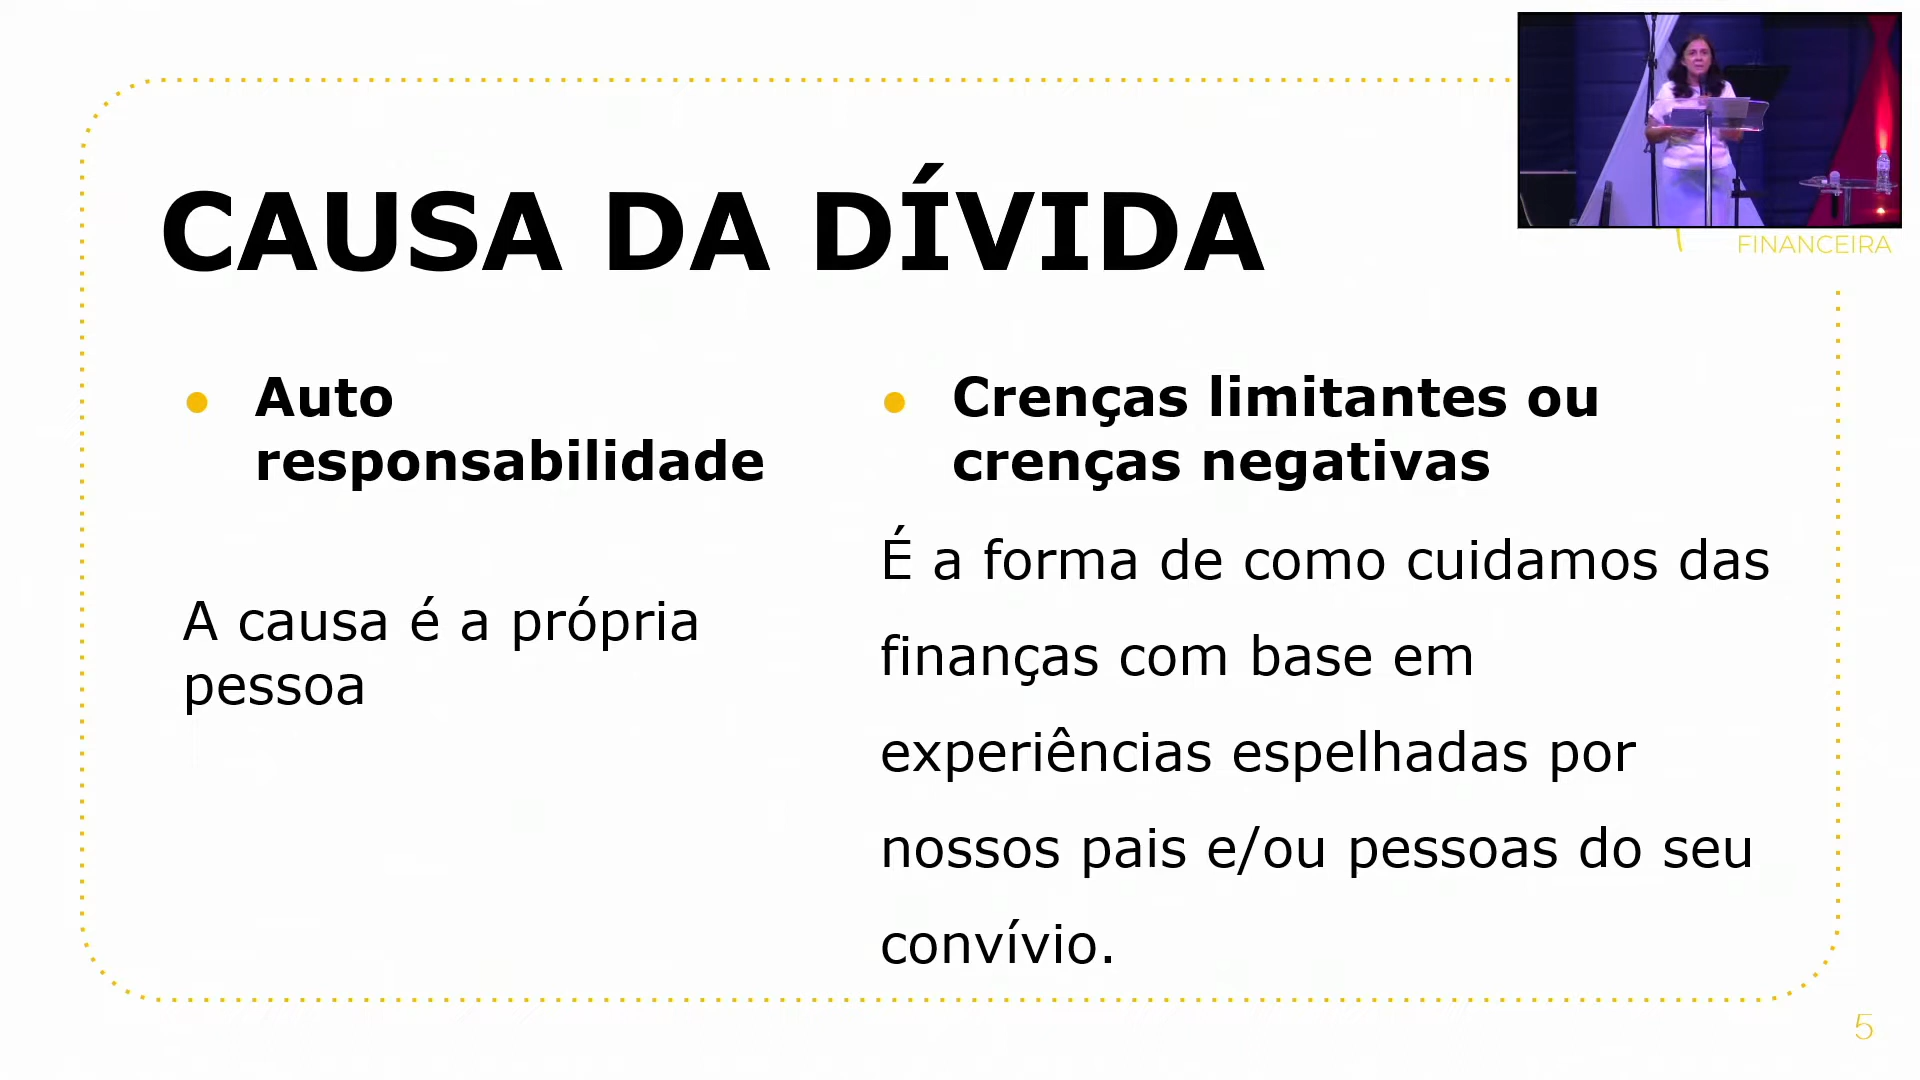 CAUSA DA DÍVIDA
FINANCEIRA
Auto
responsabilidade
A causa é a própria
pessoa
Crenças limitantes ou
crenças negativas
É a forma de como cuidamos das
finanças com base em
experiências espelhadas por
nossos pais e/ou pessoas do seu
convívio.
5